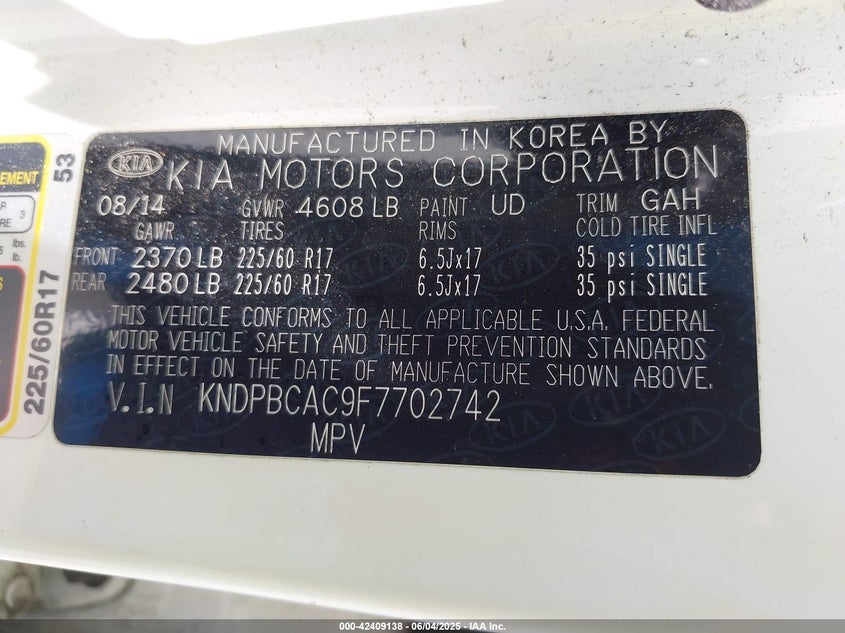 MANUFACTURED IN KOREA BY
KIA KIA MOTORS CORPORATION
08/14 GVWR 4608 LB PAINT UD TRIM GAH
GAWR TIRES RIMS COLD TIRE INFL
FRONT 2370 LB 225/60 R17 6.5Jx17 35 psi SINGLE
REAR 2480 LB 225/60 R17 6.5Jx17 35 psi SINGLE
THIS VEHICLE CONFORMS TO ALL APPLICABLE U.S.A. FEDERAL
MOTOR VEHICLE SAFETY AND THEFT PREVENTION STANDARDS
IN EFFECT ON THE DATE OF MANUFACTURE SHOWN ABOVE.
V.I.N KNDPBCAC9F7702742
MPV
53
225/60R17
3
lbs.
lb.
000-42409138 - 06/04/2025 - IAA Inc.